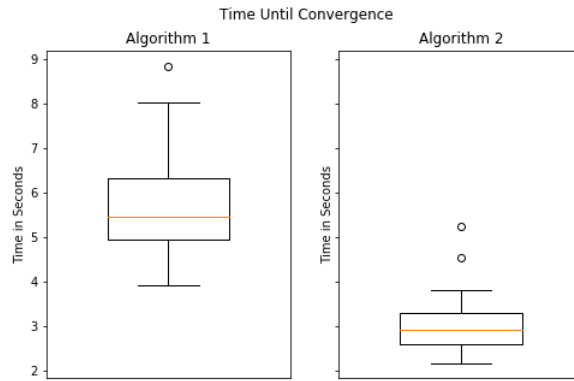 Time Until Convergence
Algorithm 1
Algorithm 2
Time in Seconds
9
8
7
6
5
4
3
2
Time in Seconds